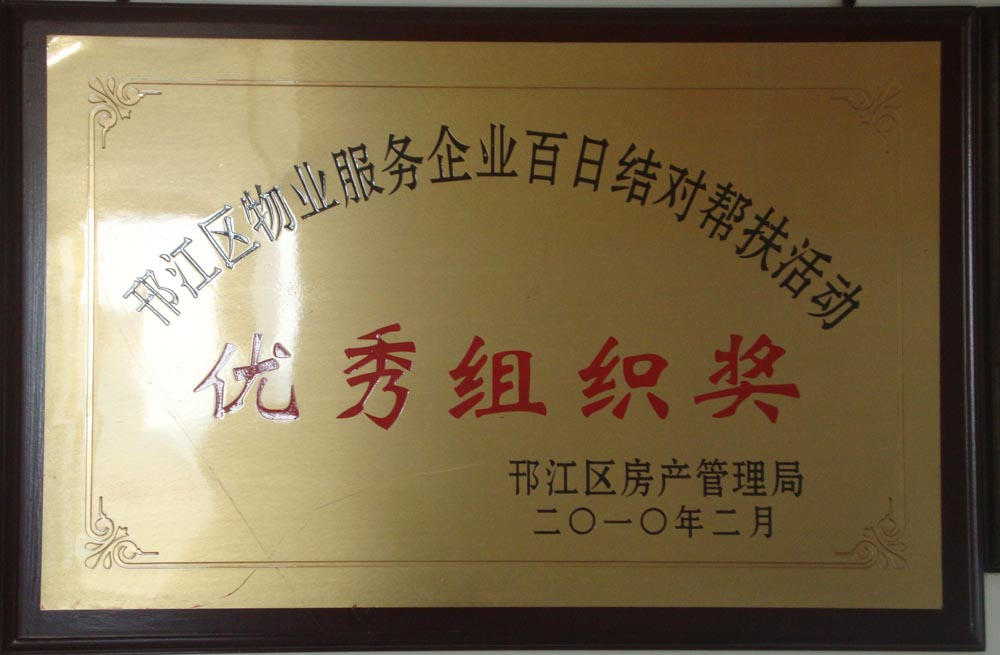 邗江区物业服务企业百日结对帮扶活动
优秀组织奖
邗江区房产管理局
二〇一〇年二月